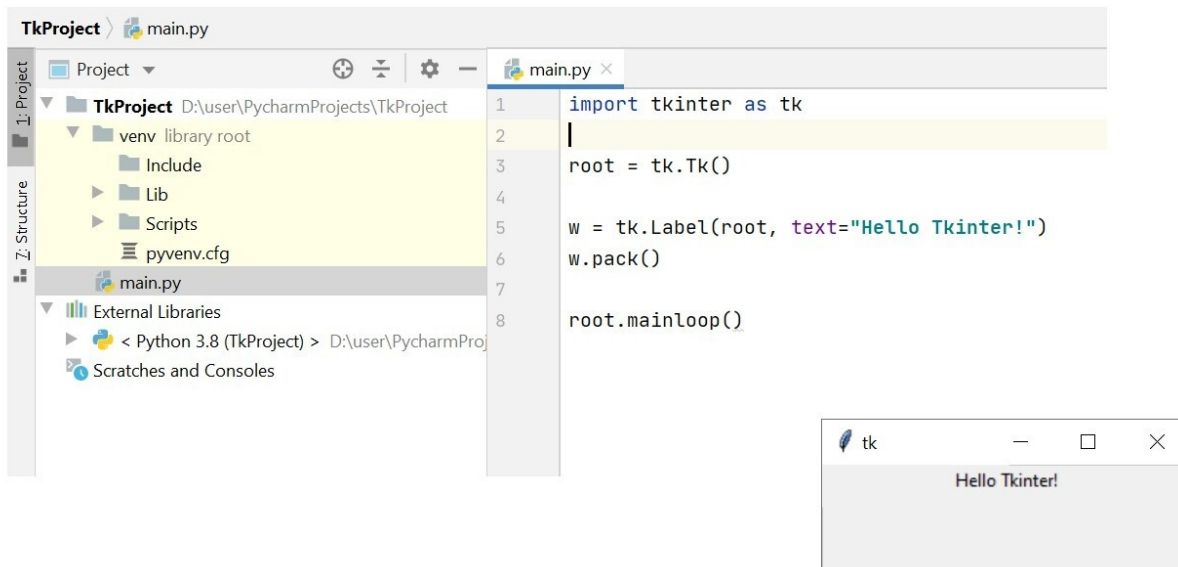 TkProject main.py
1: Project
Z: Structure
Project
TkProject D:\user\PycharmProjects\TkProject
venv library root
Include
Lib
Scripts
pyvenv.cfg
main.py
External Libraries
< Python 3.8 (TkProject) > D:\user\PycharmProj
Scratches and Consoles
main.py
1 import tkinter as tk
2
3 root = tk.Tk()
4
5 w = tk.Label(root, text="Hello Tkinter!")
6 w.pack()
7
8 root.mainloop()
tk
Hello Tkinter!